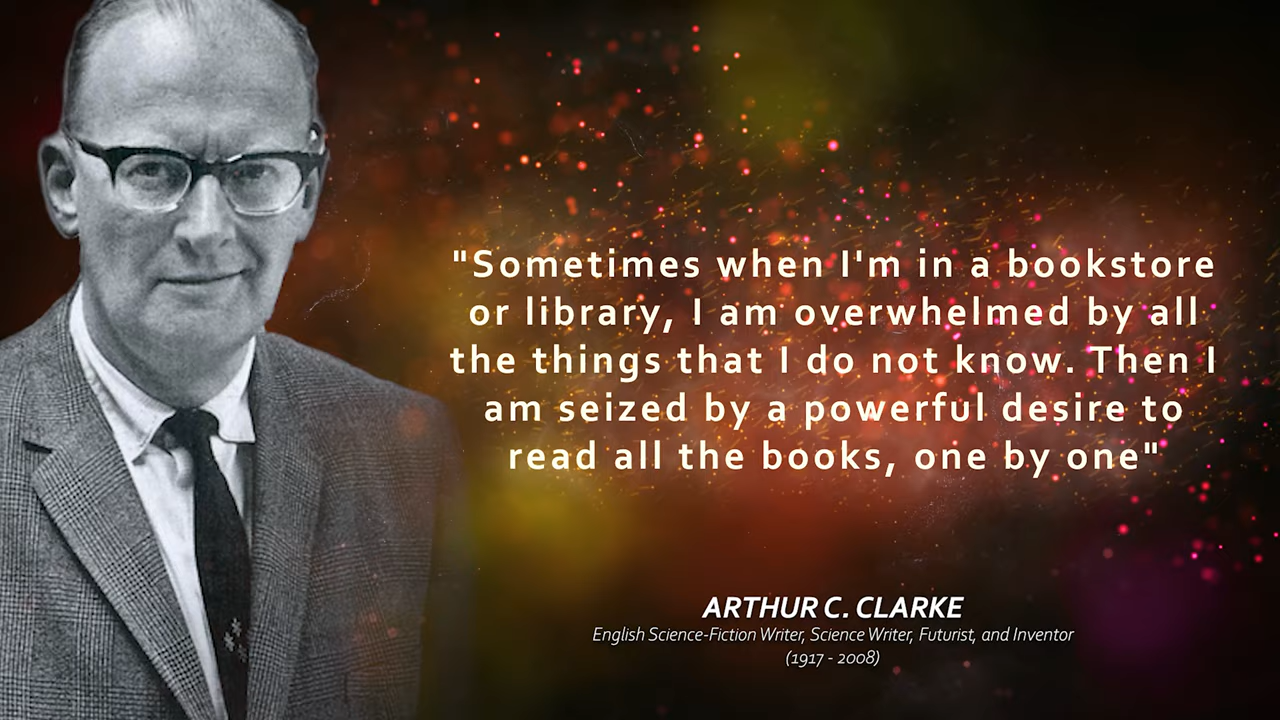 "Sometimes when I'm in a bookstore
or library, I am overwhelmed by all
the things that I do not know. Then I
am seized by a powerful desire to
read all the books, one by one"
ARTHUR C. CLARKE
English Science-Fiction Writer, Science Writer, Futurist, and Inventor
(1917 - 2008)